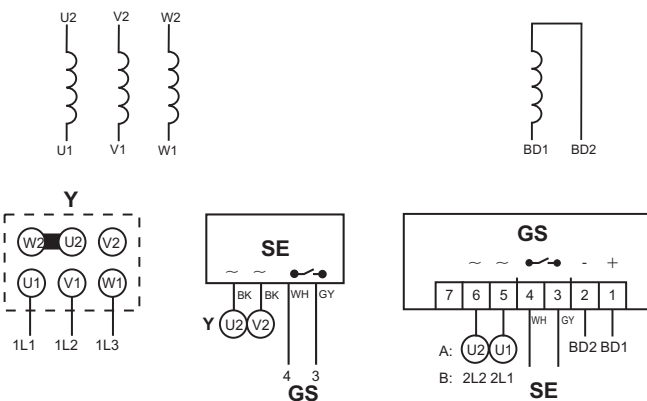 U2 V2 W2
U1 V1 W1
BD1 BD2
Y
W2 U2 V2
U1 V1 W1
1L1 1L2 1L3
SE
~ ~
BK BK WH GY
Y U2 V2
4 3
GS
GS
~ ~ - +
7 6 5 4 3 2 1
WH GY
A: U2 U1 BD2 BD1
B: 2L2 2L1
SE